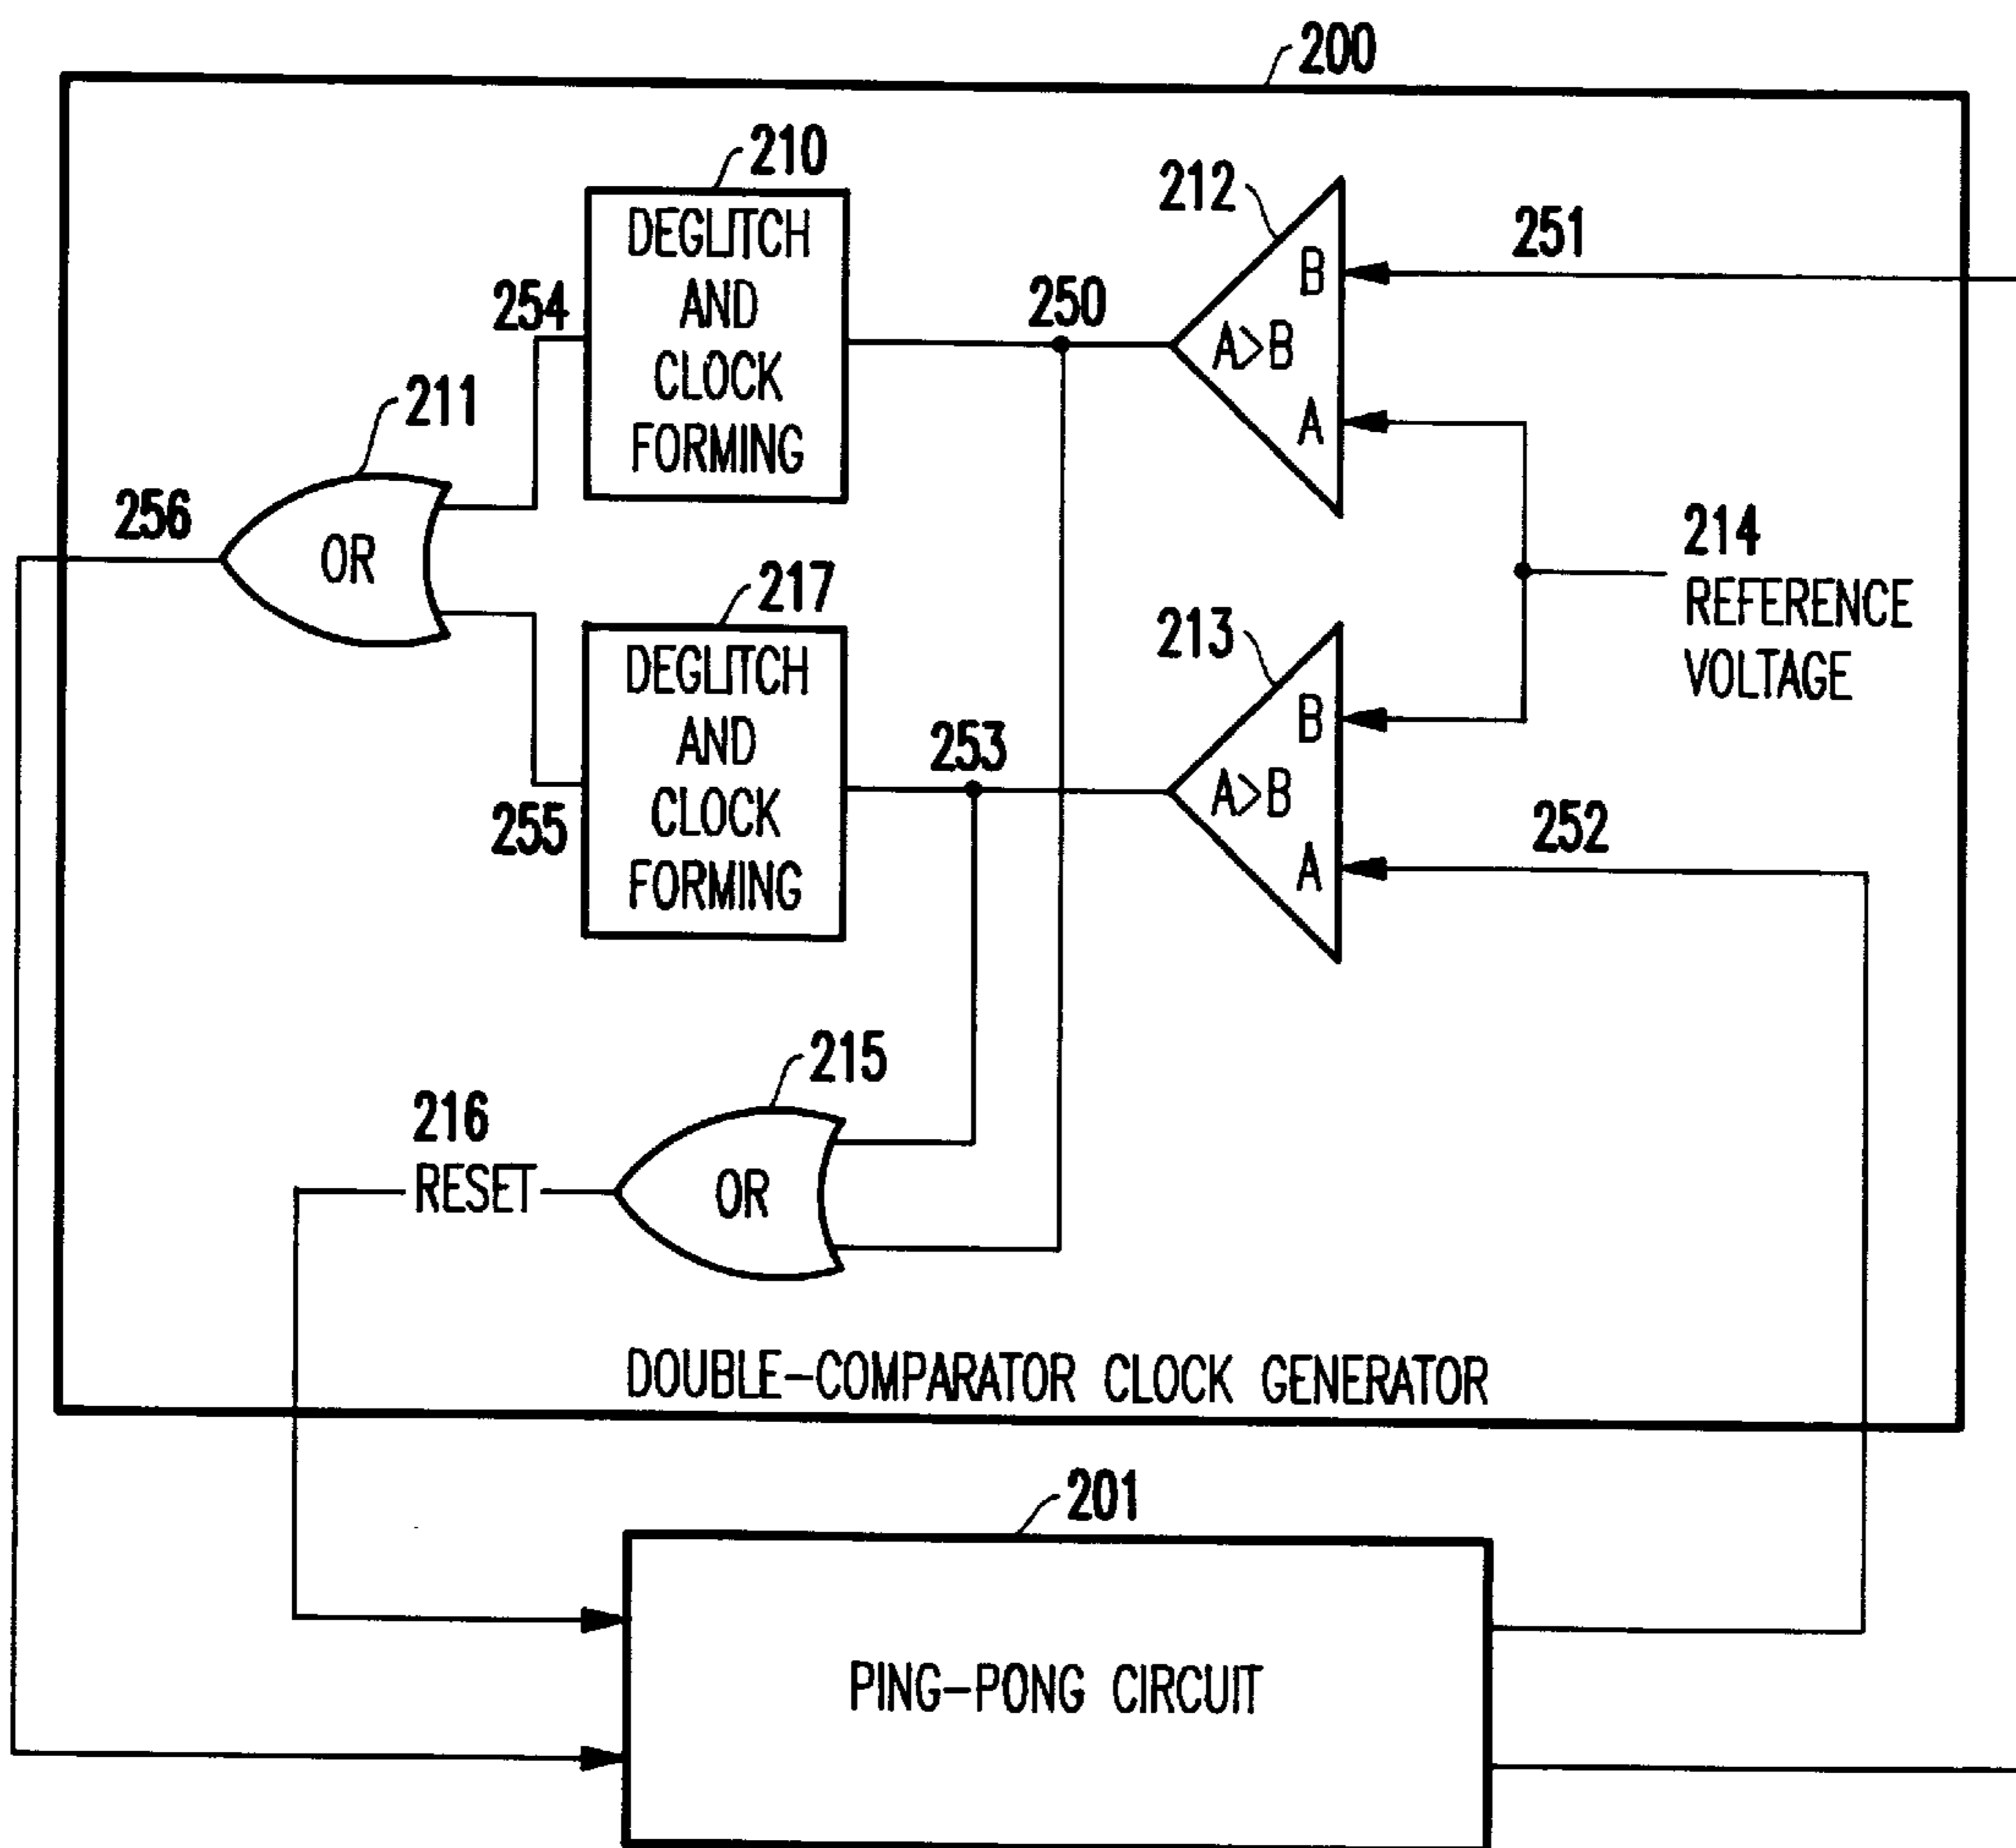 200
210
DEGLITCH
AND
CLOCK
FORMING
212
251
B
A>B
A
254
250
211
256
OR
214
REFERENCE
VOLTAGE
217
DEGLITCH
AND
CLOCK
FORMING
213
B
A>B
A
253
255
252
215
216
RESET
OR
DOUBLE-COMPARATOR CLOCK GENERATOR
201
PING-PONG CIRCUIT